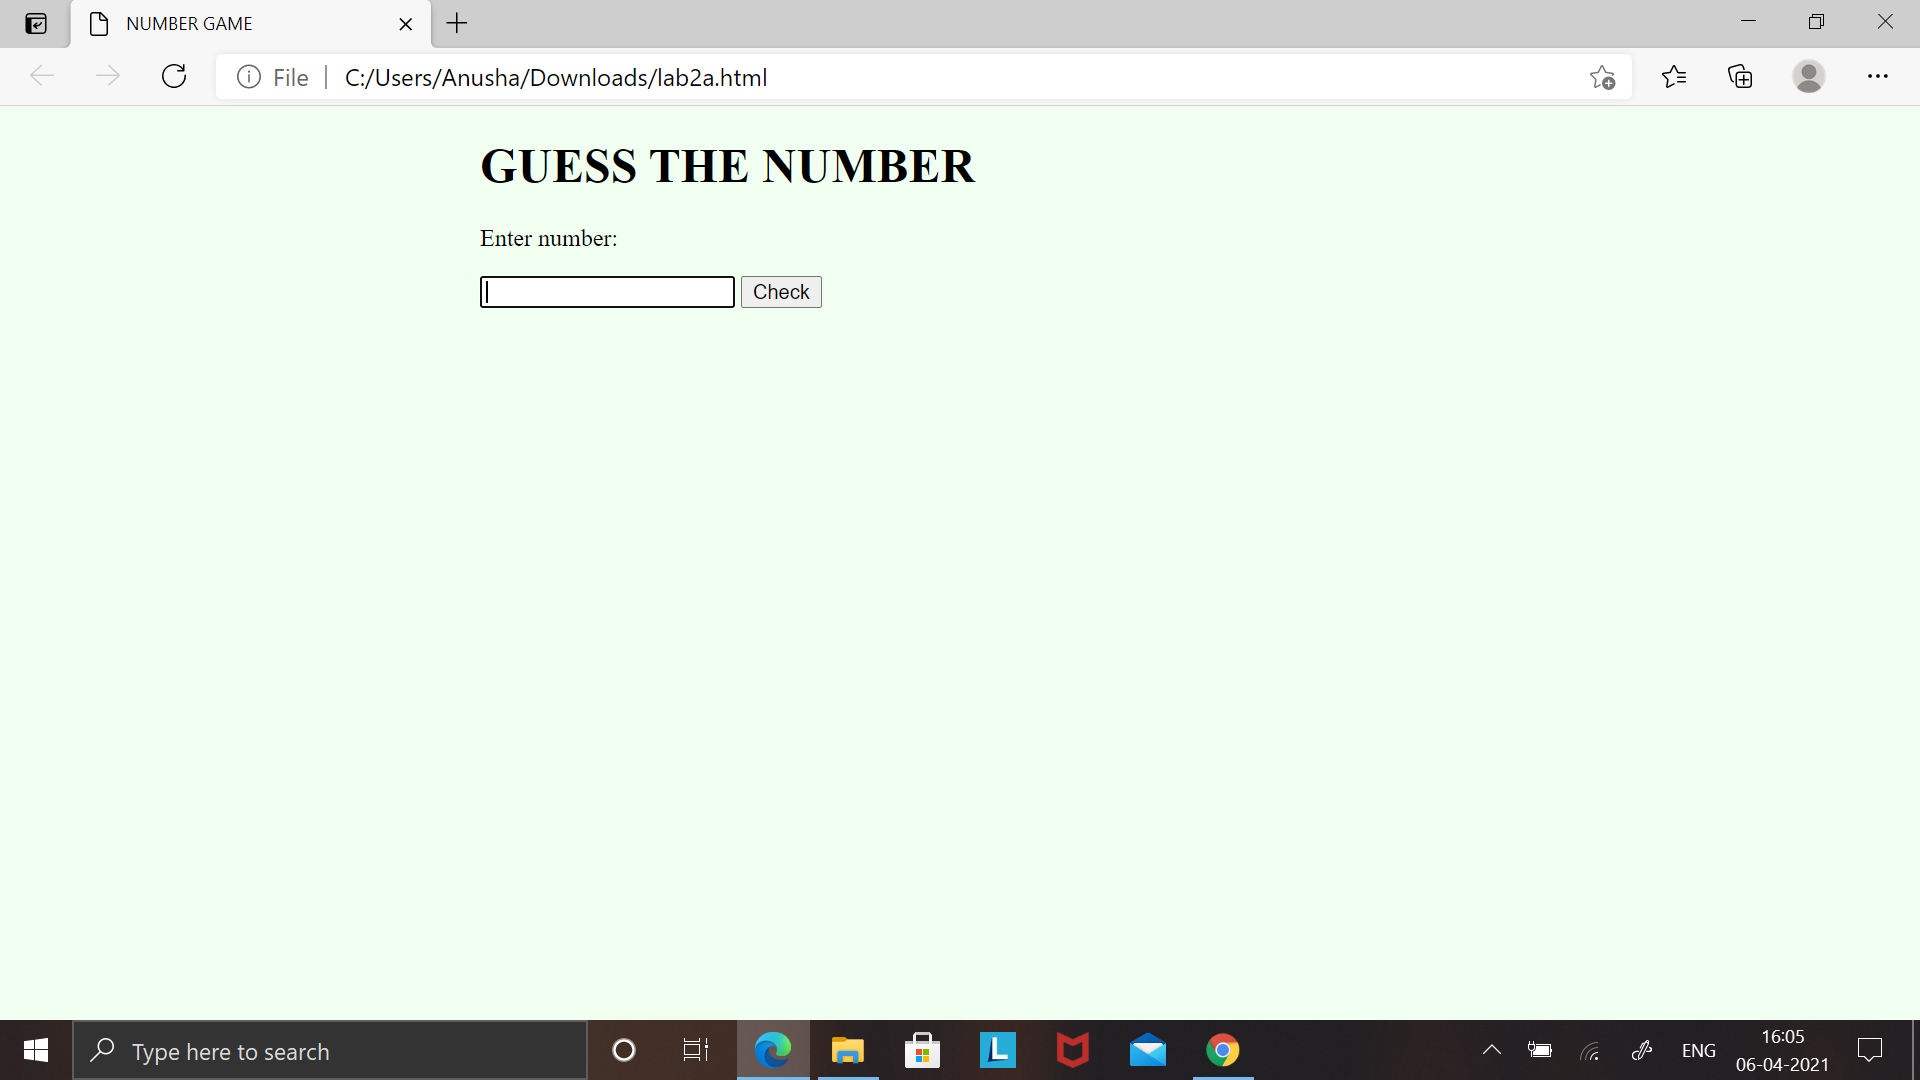 NUMBER GAME
File | C:/Users/Anusha/Downloads/lab2a.html
GUESS THE NUMBER
Enter number:
Check
Type here to search
L
ENG
16:05
06-04-2021